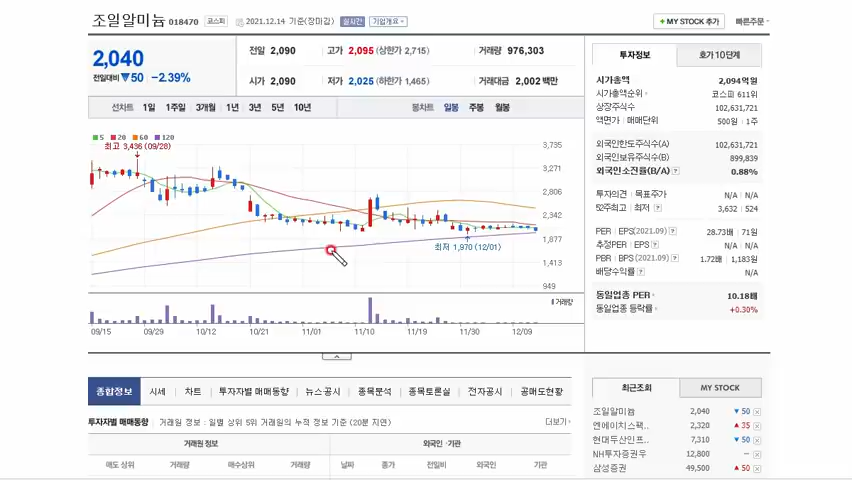 조일알미늄 018470 코스피 2021.12.14 기준(장마감) 실시간 기업개요
+ MY STOCK 추가 빠른주문
2,040
전일대비 ▼50 -2.39%
전일 2,090 고가 2,095 (상한가 2,715) 거래량 976,303
시가 2,090 저가 2,025 (하한가 1,465) 거래대금 2,002 백만
선차트 1일 1주일 3개월 1년 3년 5년 10년 봉차트 일봉 주봉 월봉
5 20 60 120
최고 3,436 (09/28)
최저 1,970 (12/01)
3,735
3,271
2,806
2,342
1,877
1,413
949
거래량
09/15 09/29 10/12 10/21 11/01 11/10 11/19 11/30 12/09
투자정보 호가 10단계
시가총액 2,094억원
시가총액순위 코스피 611위
상장주식수 102,631,721
액면가 매매단위 500원 1주
외국인한도주식수(A) 102,631,721
외국인보유주식수(B) 899,839
외국인소진율(B/A) ? 0.88%
투자의견 목표주가 N/A N/A
52주최고 최저 ? 3,632 524
PER EPS(2021.09) ? 28.73배 71원
추정PER EPS ? N/A N/A
PBR BPS (2021.09) ? 1.72배 1,183원
배당수익률 ? N/A
동일업종 PER 10.18배
동일업종 등락률 +0.30%
종합정보 시세 차트 투자자별 매매동향 뉴스·공시 종목분석 종목토론실 전자공시 공매도현황
투자자별 매매동향 거래원 정보 : 일별 상위 5위 거래원의 누적 정보 기준 (20분 지연) 더보기
거래원 정보 외국인·기관
매도 상위 거래량 매수상위 거래량 날짜 종가 전일비 외국인 기관
최근조회 MY STOCK
조일알미늄 2,040 ▼ 50
엔에이치스팩.. 2,320 ▲ 35
현대두산인프.. 7,310 ▼ 50
NH투자증권우 12,800 -
삼성증권 49,500 ▲ 50